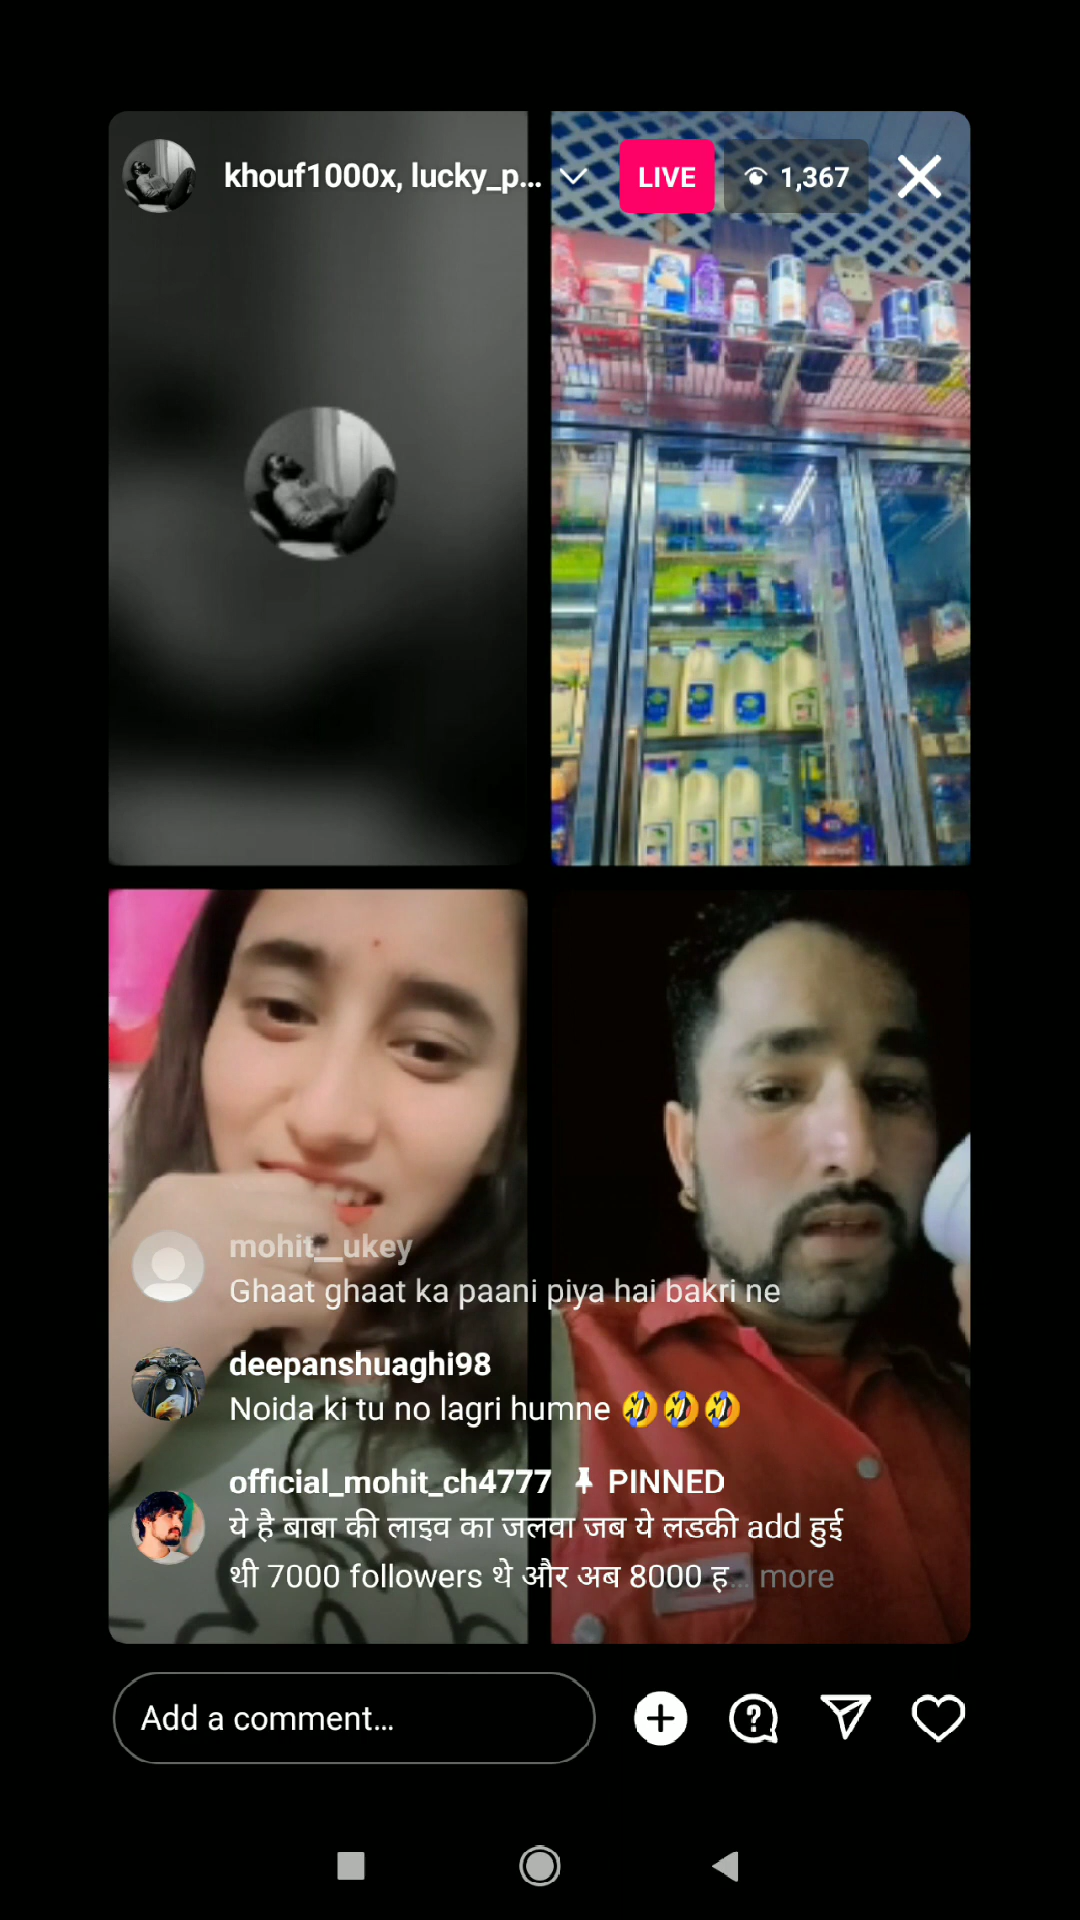 khouf1000x, lucky_p...
LIVE
1,367
mohit__ukey
Ghaat ghaat ka paani piya hai bakri ne
deepanshuaghi98
Noida ki tu no lagri humne 🤣🤣🤣
official_mohit_ch4777 📌 PINNED
ये है बाबा की लाइव का जलवा जब ये लडकी add हुई
थी 7000 followers थे और अब 8000 ह... more
Add a comment...